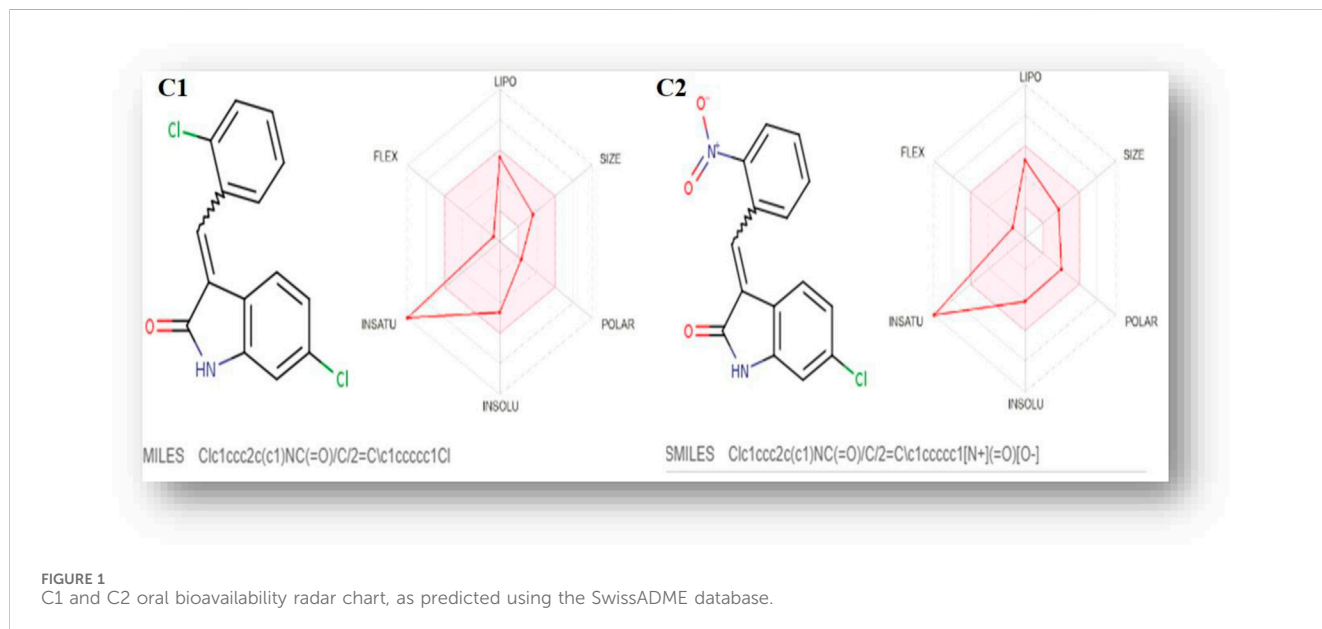 C1
Cl
O
HN
Cl
LIPO
FLEX
SIZE
INSATU
POLAR
INSOLU
MILES Clc1ccc2c(c1)NC(=O)/C/2=C\c1ccccc1Cl
C2
O⁻
N⁺
O
O
HN
Cl
LIPO
FLEX
SIZE
INSATU
POLAR
INSOLU
SMILES Clc1ccc2c(c1)NC(=O)/C/2=C\c1ccccc1[N+](=O)[O-]
FIGURE 1
C1 and C2 oral bioavailability radar chart, as predicted using the SwissADME database.